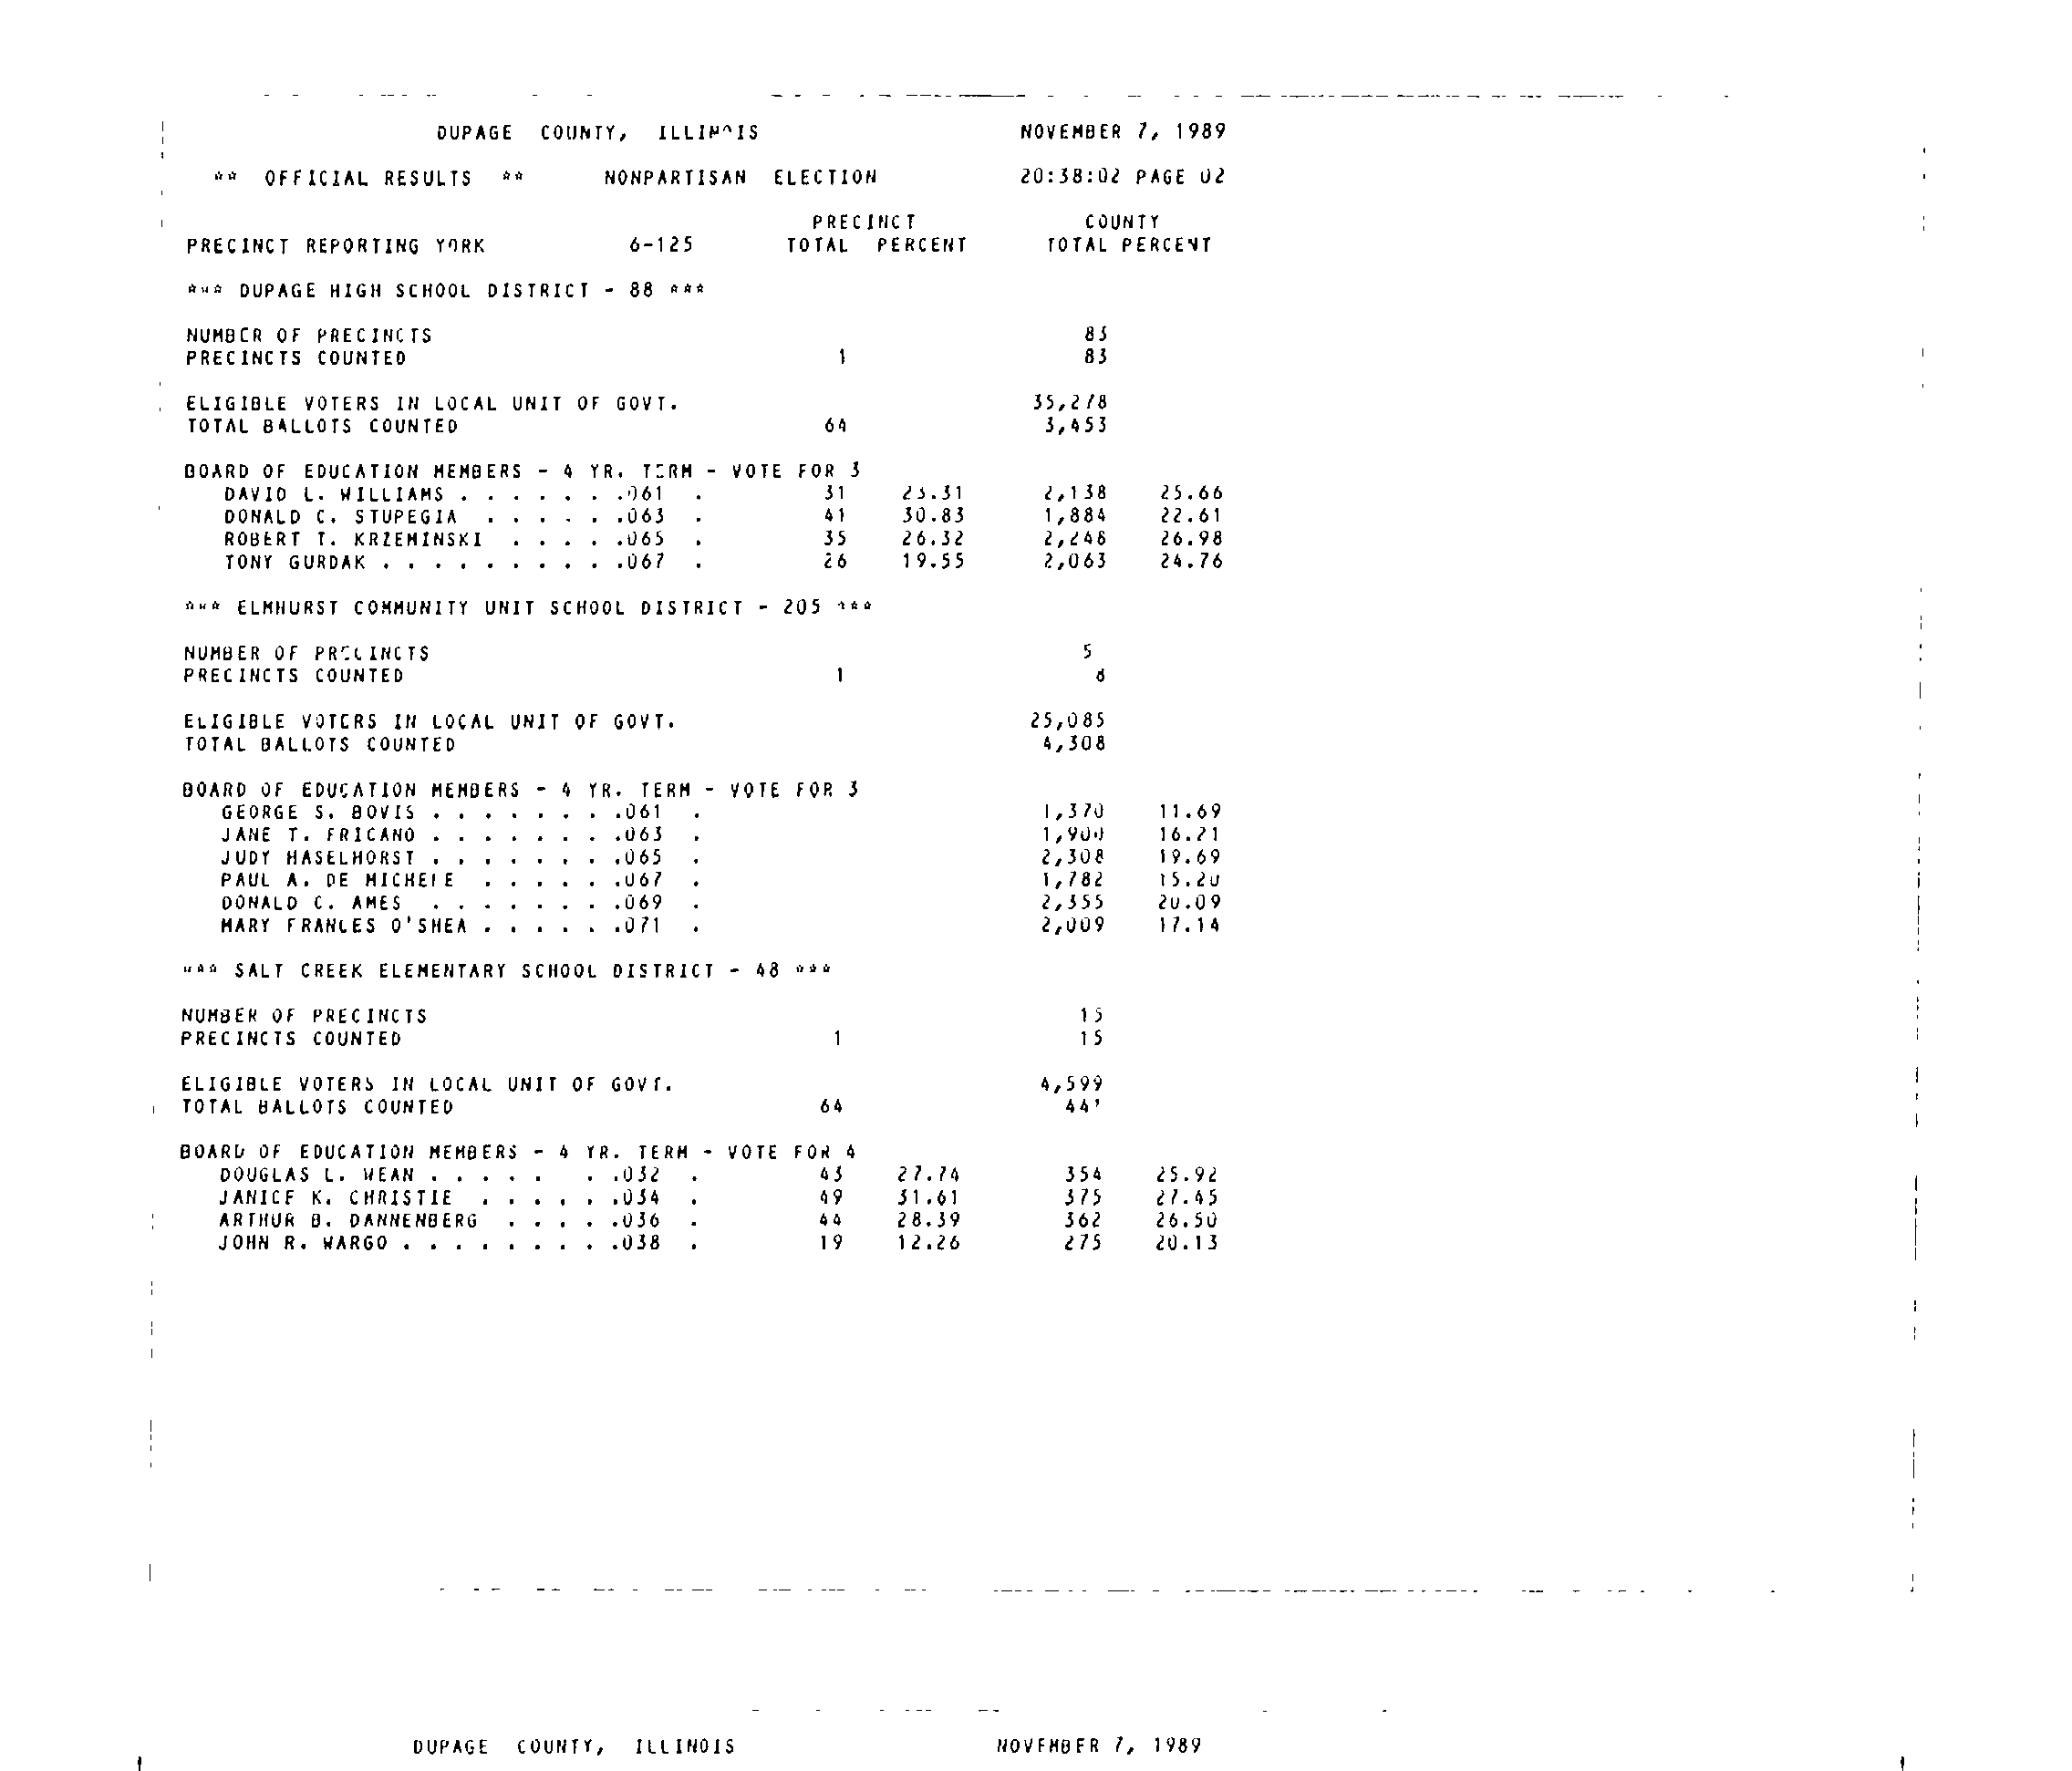 DUPAGE COUNTY, ILLINOIS NOVEMBER 7, 1989
** OFFICIAL RESULTS ** NONPARTISAN ELECTION 20:38:02 PAGE 02
PRECINCT COUNTY
PRECINCT REPORTING YORK 6-125 TOTAL PERCENT TOTAL PERCENT
*** DUPAGE HIGH SCHOOL DISTRICT - 88 ***
NUMBER OF PRECINCTS 83
PRECINCTS COUNTED 1 83
ELIGIBLE VOTERS IN LOCAL UNIT OF GOVT. 35,278
TOTAL BALLOTS COUNTED 64 3,453
BOARD OF EDUCATION MEMBERS - 4 YR. TERM - VOTE FOR 3
DAVID L. WILLIAMS . . . . . . .061 . 31 23.31 2,138 25.66
DONALD C. STUPEGIA . . . . . .063 . 41 30.83 1,884 22.61
ROBERT T. KRZEMINSKI . . . . .065 . 35 26.32 2,248 26.98
TONY GURDAK . . . . . . . . . .067 . 26 19.55 2,063 24.76
*** ELMHURST COMMUNITY UNIT SCHOOL DISTRICT - 205 ***
NUMBER OF PRECINCTS 5
PRECINCTS COUNTED 1
ELIGIBLE VOTERS IN LOCAL UNIT OF GOVT. 25,085
TOTAL BALLOTS COUNTED 4,308
BOARD OF EDUCATION MEMBERS - 4 YR. TERM - VOTE FOR 3
GEORGE S. BOVIS . . . . . . . .061 . 1,370 11.69
JANE T. FRICANO . . . . . . . .063 . 1,900 16.21
JUDY HASELHORST . . . . . . . .065 . 2,308 19.69
PAUL A. DE MICHELE . . . . . .067 . 1,782 15.20
DONALD C. AMES . . . . . . . .069 . 2,355 20.09
MARY FRANCES O'SHEA . . . . . .071 . 2,009 17.14
*** SALT CREEK ELEMENTARY SCHOOL DISTRICT - 48 ***
NUMBER OF PRECINCTS 15
PRECINCTS COUNTED 1 15
ELIGIBLE VOTERS IN LOCAL UNIT OF GOVT. 4,599
TOTAL BALLOTS COUNTED 64
BOARD OF EDUCATION MEMBERS - 4 YR. TERM - VOTE FOR 4
DOUGLAS L. WEAN . . . . . . . .032 . 43 27.74 354 25.92
JANICE K. CHRISTIE . . . . . .034 . 49 31.61 375 27.45
ARTHUR B. DANNENBERG . . . . .036 . 44 28.39 362 26.50
JOHN R. WARGO . . . . . . . . .038 . 19 12.26 275 20.13
DUPAGE COUNTY, ILLINOIS NOVEMBER 7, 1989